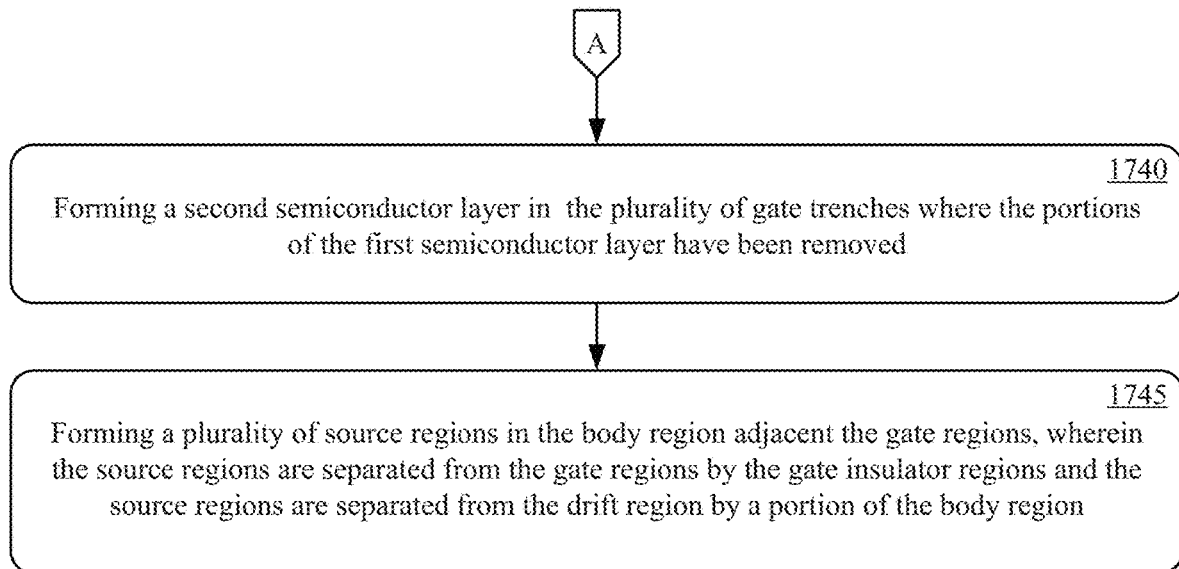 A
1740
Forming a second semiconductor layer in the plurality of gate trenches where the portions
of the first semiconductor layer have been removed
1745
Forming a plurality of source regions in the body region adjacent the gate regions, wherein
the source regions are separated from the gate regions by the gate insulator regions and the
source regions are separated from the drift region by a portion of the body region